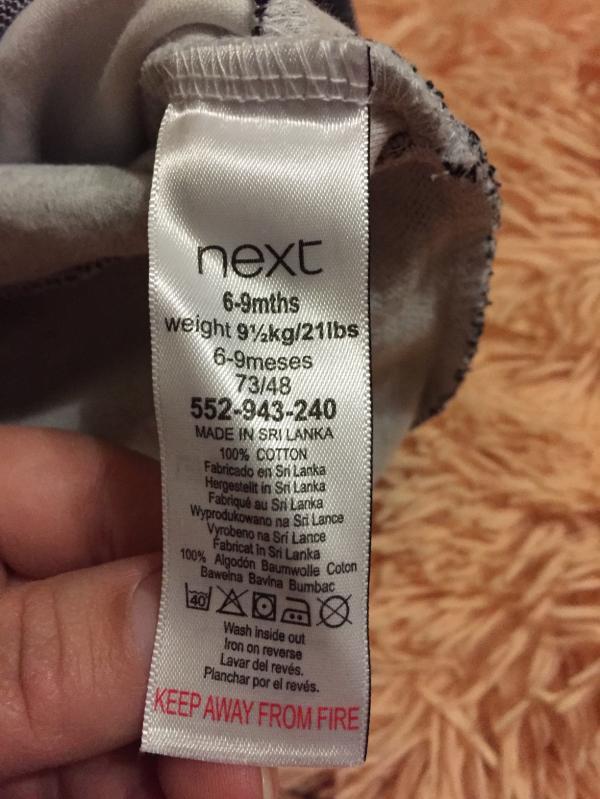 next
6-9mths
weight 9½kg/21lbs
6-9meses
73/48
552-943-240
MADE IN SRI LANKA
100% COTTON
Fabricado en Sri Lanka
Hergestellt in Sri Lanka
Fabriqué au Sri Lanka
Wyprodukowano na Sri Lance
Vyrobeno na Srí Lance
Fabricat în Sri Lanka
100% Algodón Baumwolle Coton
Bawełna Bavlna Bumbac
40
Wash inside out
Iron on reverse
Lavar del revés.
Planchar por el revés.
KEEP AWAY FROM FIRE